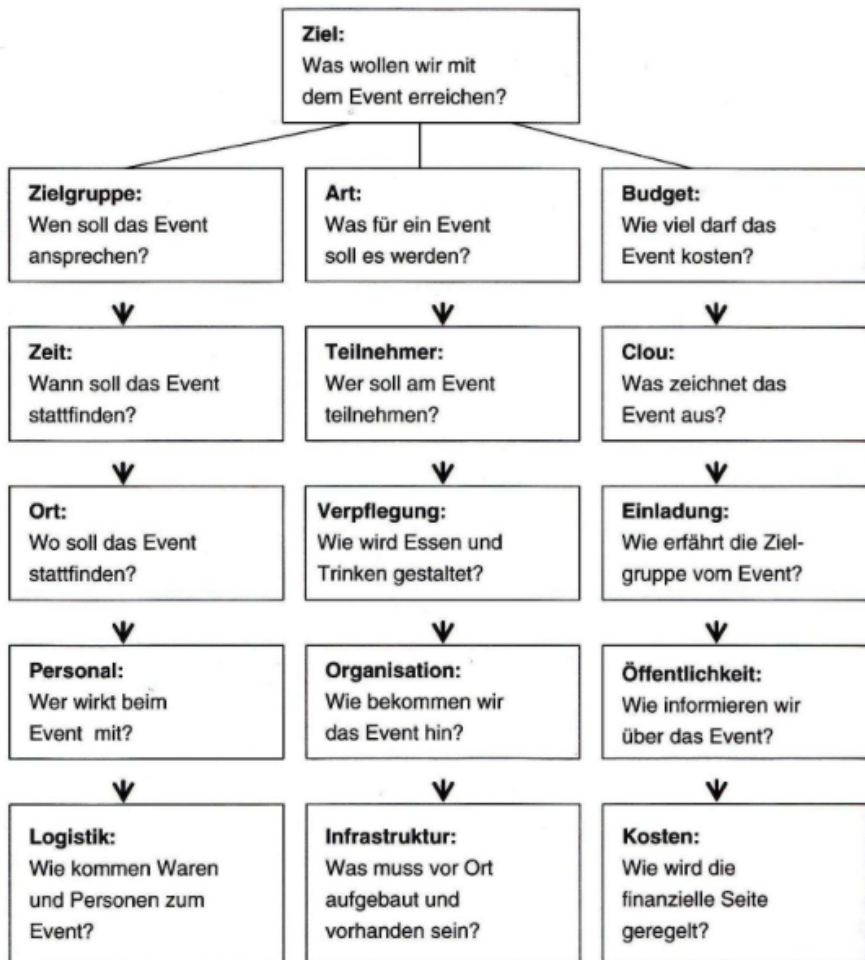 Ziel:
Was wollen wir mit
dem Event erreichen?
Zielgruppe:
Wen soll das Event
ansprechen?
Art:
Was für ein Event
soll es werden?
Budget:
Wie viel darf das
Event kosten?
Zeit:
Wann soll das Event
stattfinden?
Teilnehmer:
Wer soll am Event
teilnehmen?
Clou:
Was zeichnet das
Event aus?
Ort:
Wo soll das Event
stattfinden?
Verpflegung:
Wie wird Essen und
Trinken gestaltet?
Einladung:
Wie erfährt die Ziel-
gruppe vom Event?
Personal:
Wer wirkt beim
Event mit?
Organisation:
Wie bekommen wir
das Event hin?
Öffentlichkeit:
Wie informieren wir
über das Event?
Logistik:
Wie kommen Waren
und Personen zum
Event?
Infrastruktur:
Was muss vor Ort
aufgebaut und
vorhanden sein?
Kosten:
Wie wird die
finanzielle Seite
geregelt?